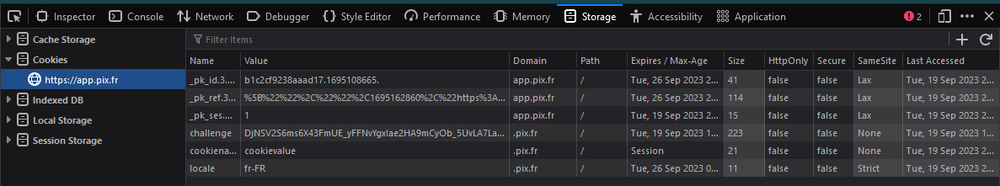 Inspector Console Network Debugger Style Editor Performance Memory Storage Accessibility Application 2
Cache Storage
Cookies
https://app.pix.fr
Indexed DB
Local Storage
Session Storage
Filter Items
Name Value Domain Path Expires / Max-Age Size HttpOnly Secure SameSite Last Accessed
_pk_id.3.... b1c2cf9238aaad17.1695108665. app.pix.fr / Tue, 26 Sep 2023 2... 41 false false Lax Tue, 19 Sep 2023 2...
_pk_ref.3... %5B%22%22%2C%22%22%2C1695162860%2C%22https%3A... app.pix.fr / Tue, 26 Sep 2023 2... 114 false false Lax Tue, 19 Sep 2023 2...
_pk_ses.... 1 app.pix.fr / Tue, 19 Sep 2023 2... 15 false false Lax Tue, 19 Sep 2023 2...
challenge DjNSV2S6ms6X43FmUE_yFFNvYgxIae2HA9mCyOb_5UvLA7La... .pix.fr / Tue, 19 Sep 2023 1... 223 false false None Tue, 19 Sep 2023 1...
cookiena... cookievalue .pix.fr / Session 21 false false None Tue, 19 Sep 2023 2...
locale fr-FR .pix.fr / Tue, 26 Sep 2023 0... 11 false false Strict Tue, 19 Sep 2023 2...